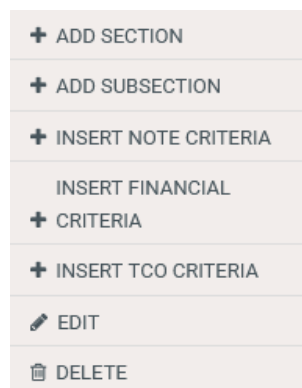 ADD SECTION
ADD SUBSECTION
INSERT NOTE CRITERIA
INSERT FINANCIAL
CRITERIA
INSERT TCO CRITERIA
EDIT
DELETE